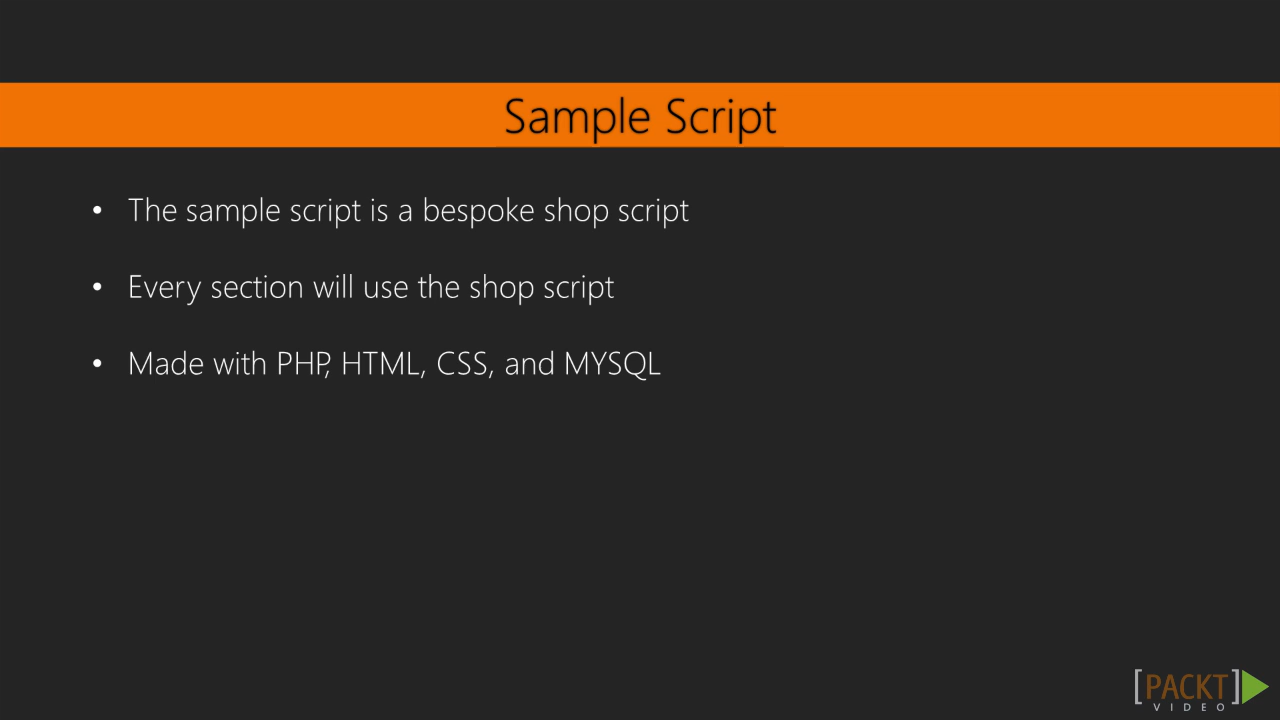 Sample Script
• The sample script is a bespoke shop script
• Every section will use the shop script
• Made with PHP, HTML, CSS, and MYSQL
[PACKT]
VIDEO